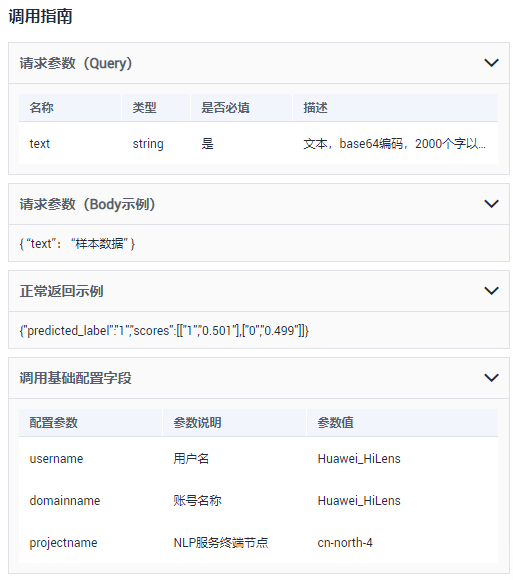 调用指南
请求参数（Query）
名称 类型 是否必填 描述
text string 是 文本，base64编码，2000个字以...
请求参数（Body示例）
{ “text”： “样本数据” }
正常返回示例
{"predicted_label":"1","scores":[["1","0.501"],["0","0.499"]]}
调用基础配置字段
配置参数 参数说明 参数值
username 用户名 Huawei_HiLens
domainname 账号名称 Huawei_HiLens
projectname NLP服务终端节点 cn-north-4